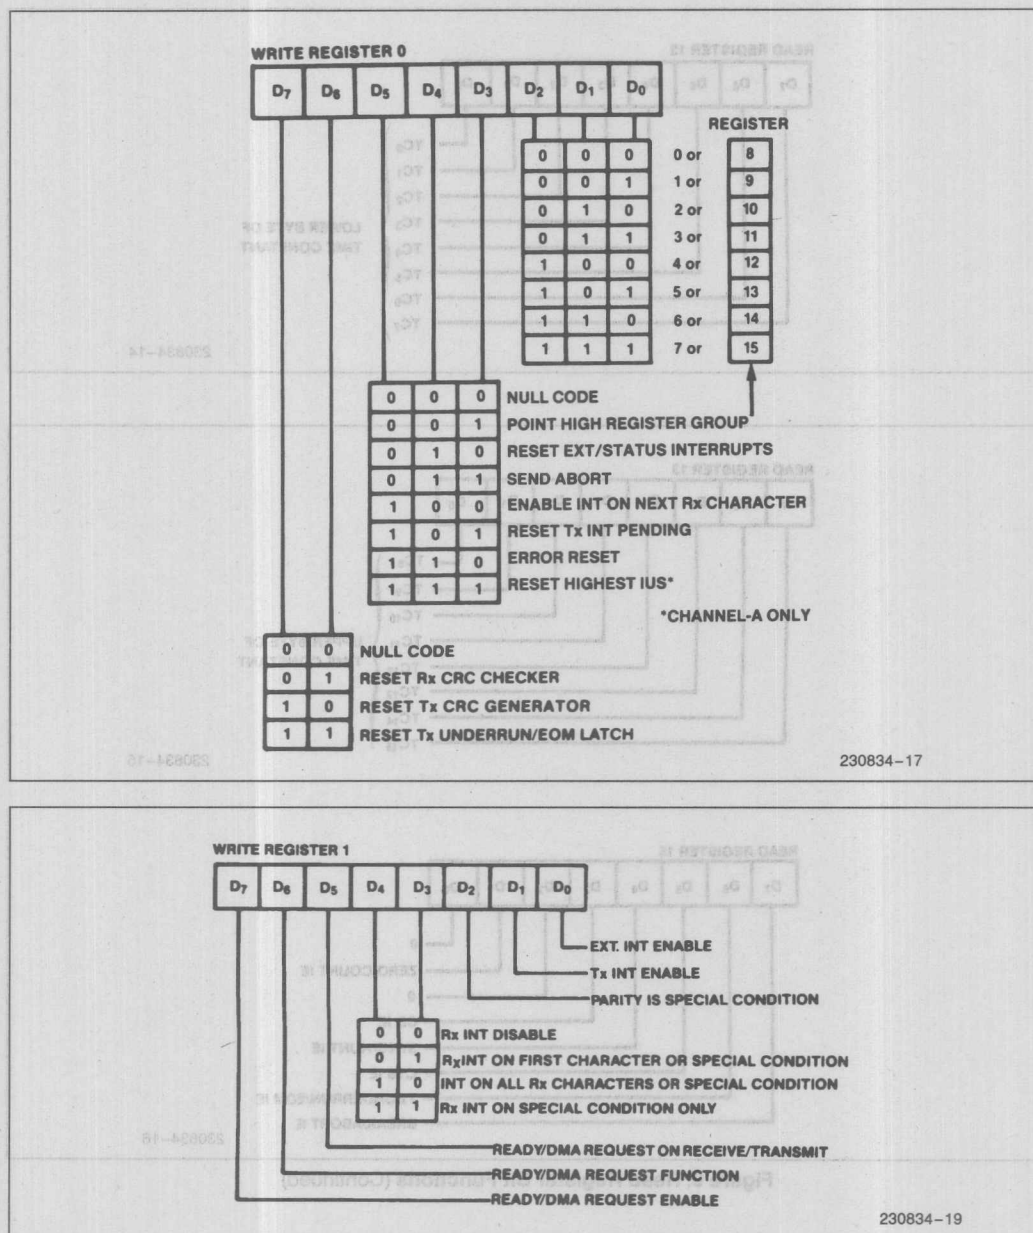 WRITE REGISTER 0
D7 D6 D5 D4 D3 D2 D1 D0
REGISTER
0 0 0 0 or 8
0 0 1 1 or 9
0 1 0 2 or 10
0 1 1 3 or 11
1 0 0 4 or 12
1 0 1 5 or 13
1 1 0 6 or 14
1 1 1 7 or 15
0 0 0 NULL CODE
0 0 1 POINT HIGH REGISTER GROUP
0 1 0 RESET EXT/STATUS INTERRUPTS
0 1 1 SEND ABORT
1 0 0 ENABLE INT ON NEXT Rx CHARACTER
1 0 1 RESET Tx INT PENDING
1 1 0 ERROR RESET
1 1 1 RESET HIGHEST IUS*
*CHANNEL-A ONLY
0 0 NULL CODE
0 1 RESET Rx CRC CHECKER
1 0 RESET Tx CRC GENERATOR
1 1 RESET Tx UNDERRUN/EOM LATCH
230834-17
WRITE REGISTER 1
D7 D6 D5 D4 D3 D2 D1 D0
EXT. INT ENABLE
Tx INT ENABLE
PARITY IS SPECIAL CONDITION
0 0 Rx INT DISABLE
0 1 RxINT ON FIRST CHARACTER OR SPECIAL CONDITION
1 0 INT ON ALL Rx CHARACTERS OR SPECIAL CONDITION
1 1 Rx INT ON SPECIAL CONDITION ONLY
READY/DMA REQUEST ON RECEIVE/TRANSMIT
READY/DMA REQUEST FUNCTION
READY/DMA REQUEST ENABLE
230834-19